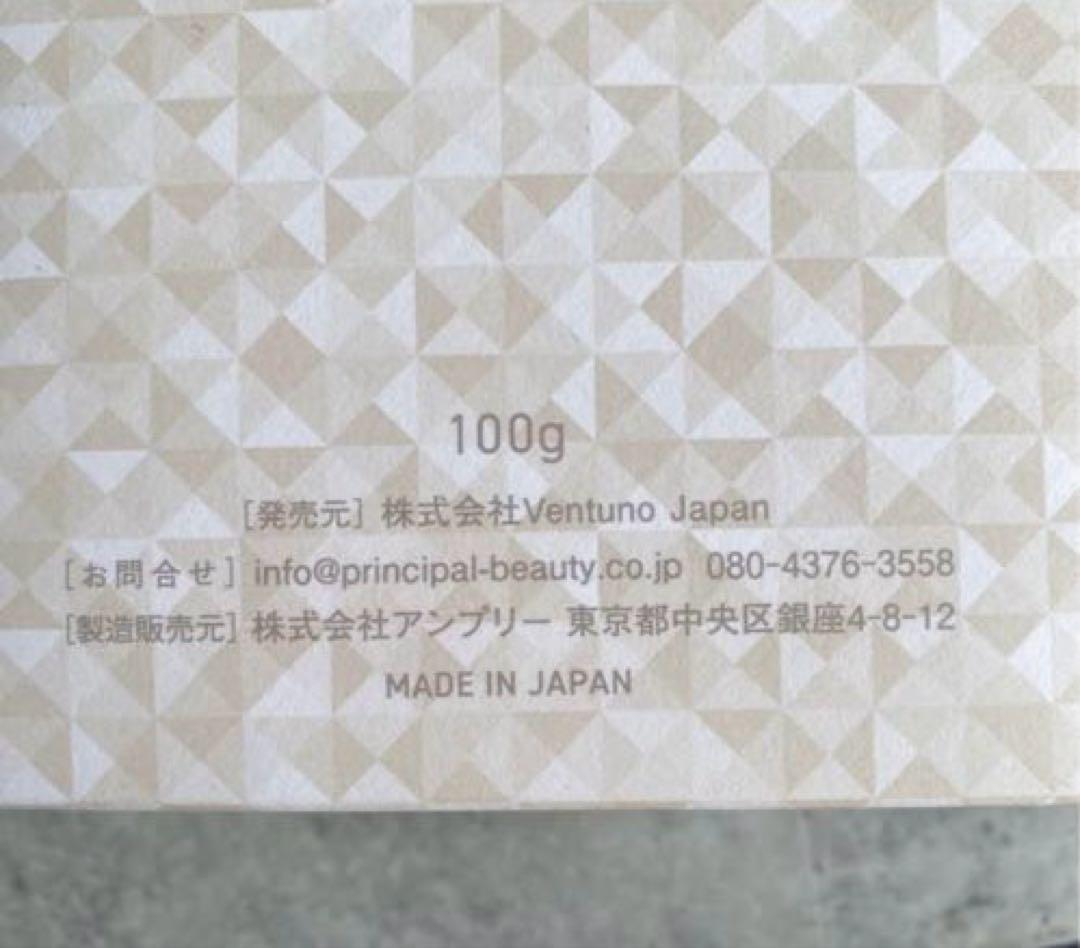 100g
[発売元] 株式会社Ventuno Japan
[お問合せ] info@principal-beauty.co.jp 080-4376-3558
[製造販売元] 株式会社アンプリー 東京都中央区銀座4-8-12
MADE IN JAPAN